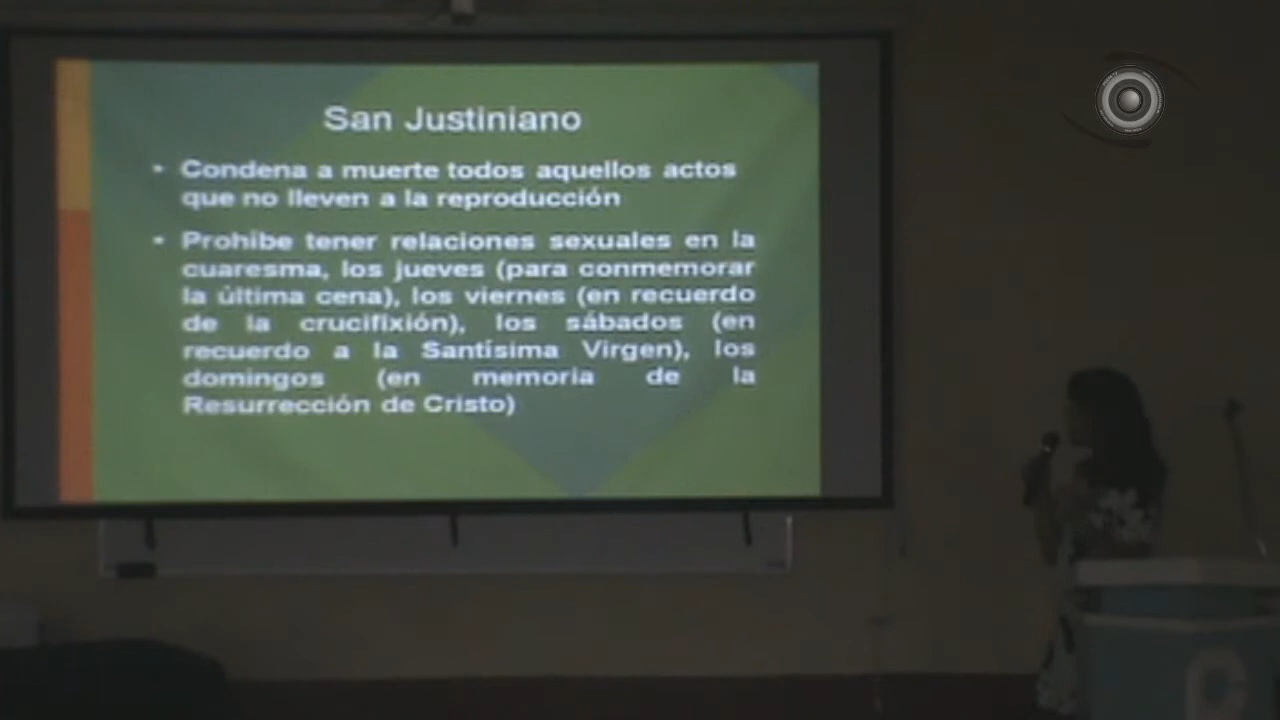 San Justiniano
• Condena a muerte todos aquellos actos
que no lleven a la reproducción
• Prohibe tener relaciones sexuales en la
cuaresma, los jueves (para conmemorar
la última cena), los viernes (en recuerdo
de la crucifixión), los sábados (en
recuerdo a la Santísima Virgen), los
domingos (en memoria de la
Resurrección de Cristo)